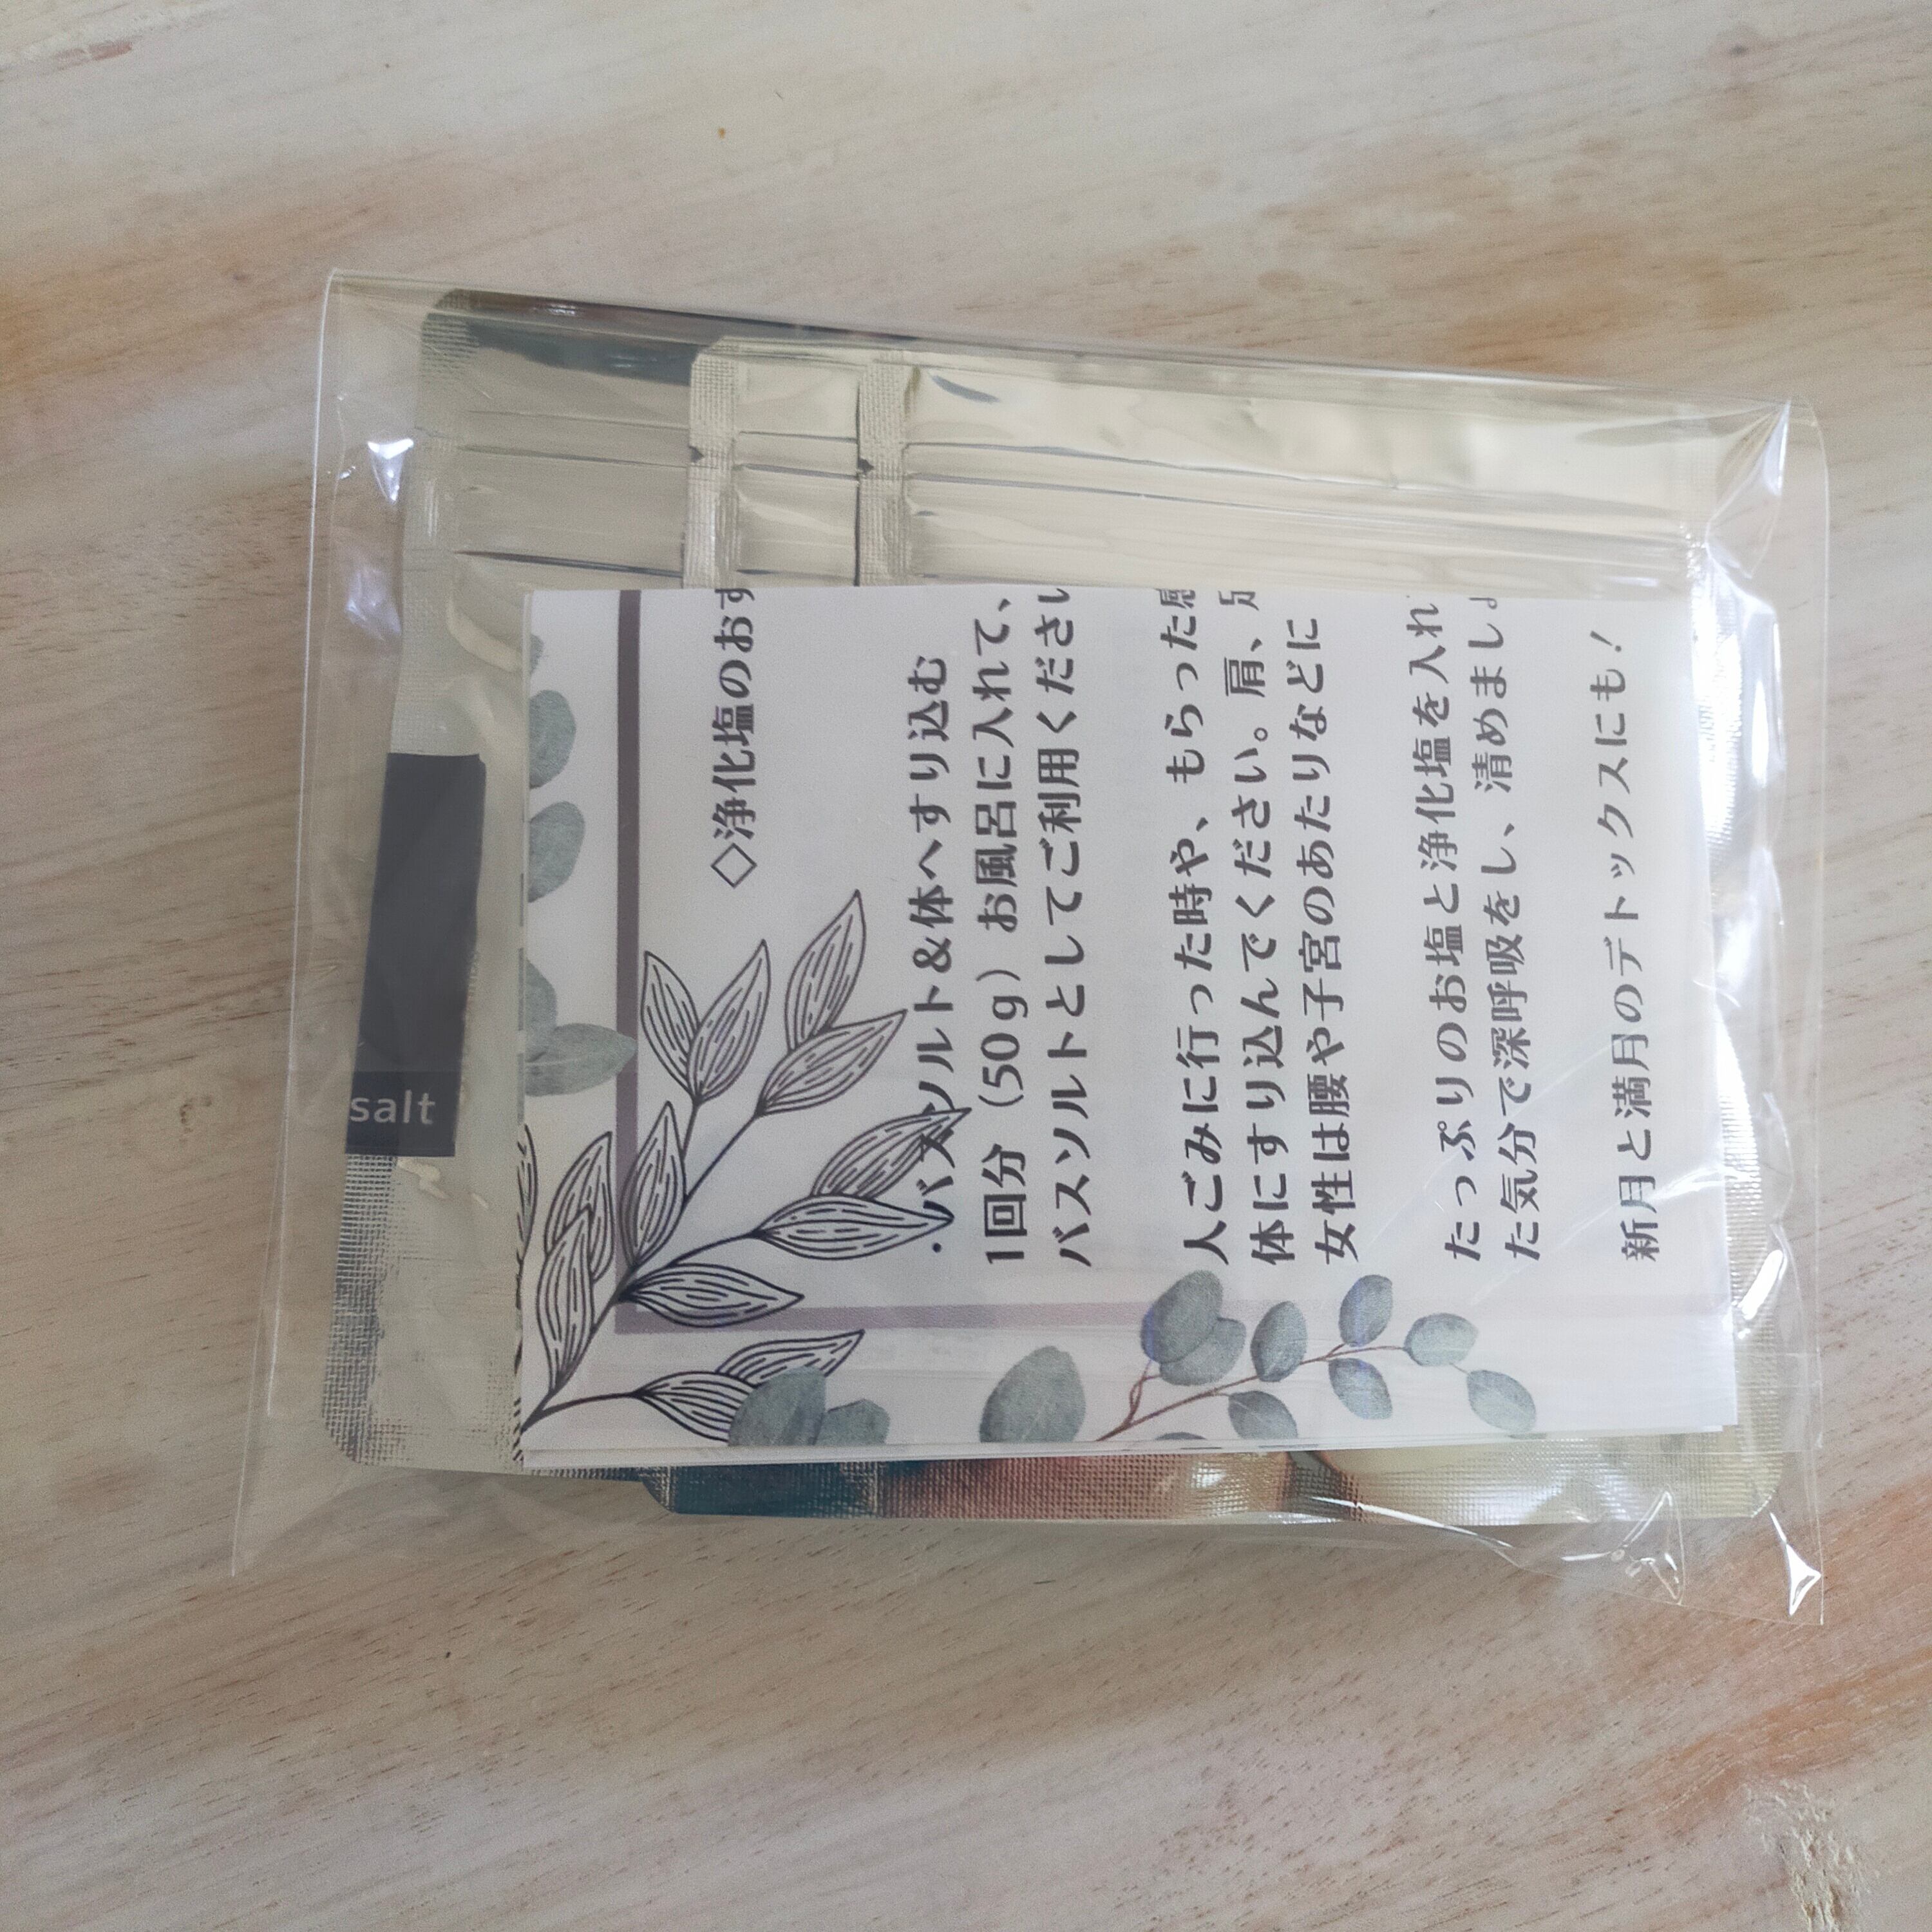 ◇浄化塩のおす
・バスソルト&体へすり込む
1回分（50g）お風呂に入れて、
バスソルトとしてご利用くださ
人ごみに行った時や、もらった感
体にすり込んでください。肩、
女性は腰や子宮のあたりなどに
たっぷりのお塩と浄化塩を入れ
た気分で深呼吸をし、清めまし
新月と満月のデトックスにも！
salt